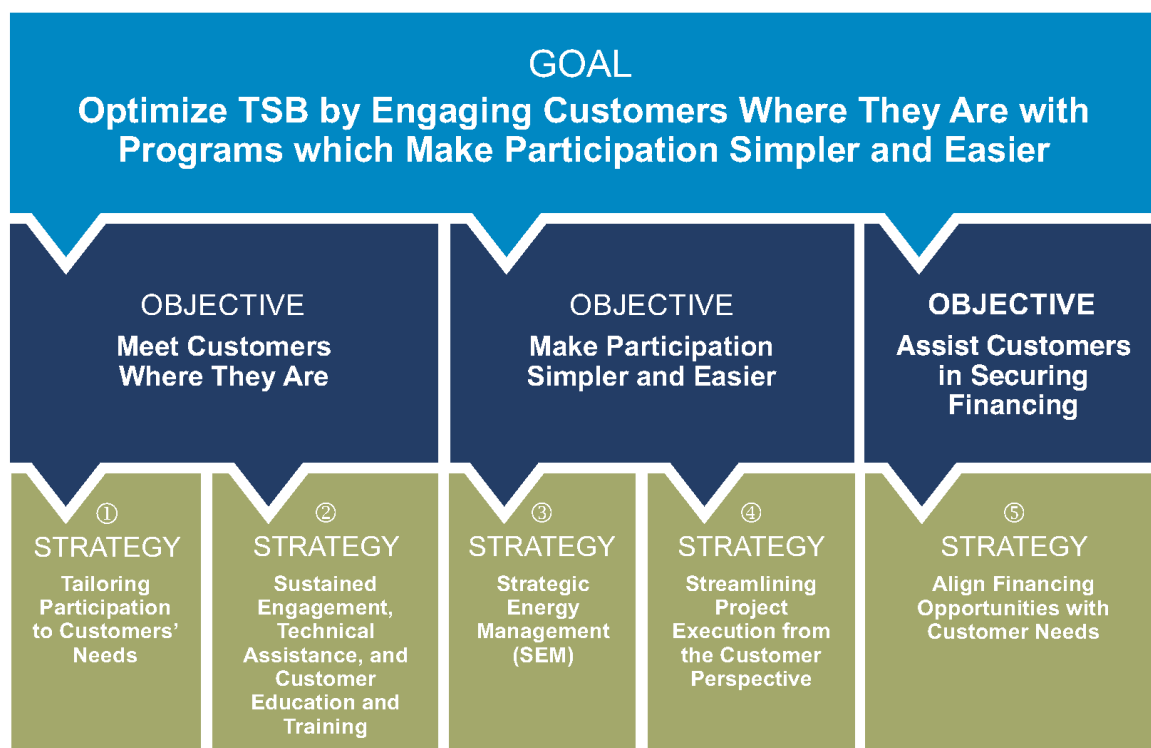 GOAL
Optimize TSB by Engaging Customers Where They Are with
Programs which Make Participation Simpler and Easier
OBJECTIVE
Meet Customers
Where They Are
OBJECTIVE
Make Participation
Simpler and Easier
OBJECTIVE
Assist Customers
in Securing
Financing
①
STRATEGY
Tailoring
Participation
to Customers’
Needs
②
STRATEGY
Sustained
Engagement,
Technical
Assistance, and
Customer
Education and
Training
③
STRATEGY
Strategic
Energy
Management
(SEM)
④
STRATEGY
Streamlining
Project
Execution from
the Customer
Perspective
⑤
STRATEGY
Align Financing
Opportunities with
Customer Needs